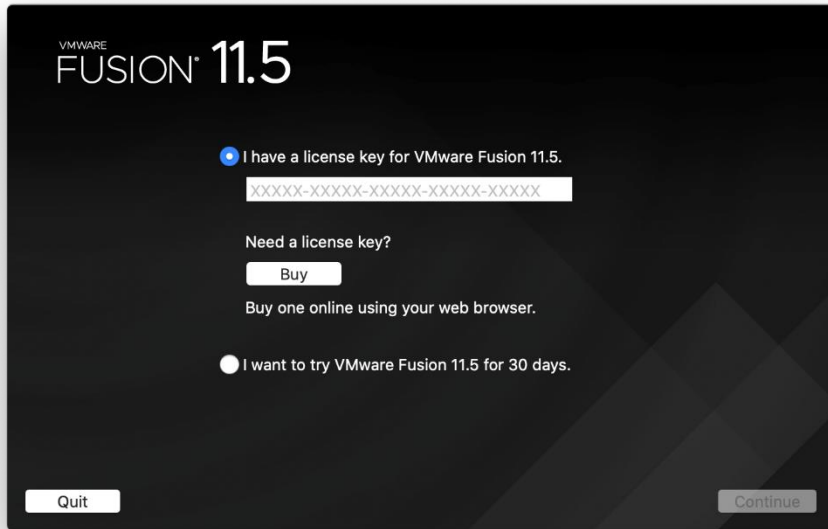 VMWARE
FUSION® 11.5
I have a license key for VMware Fusion 11.5.
XXXXX-XXXXX-XXXXX-XXXXX-XXXXX
Need a license key?
Buy
Buy one online using your web browser.
I want to try VMware Fusion 11.5 for 30 days.
Quit
Continue